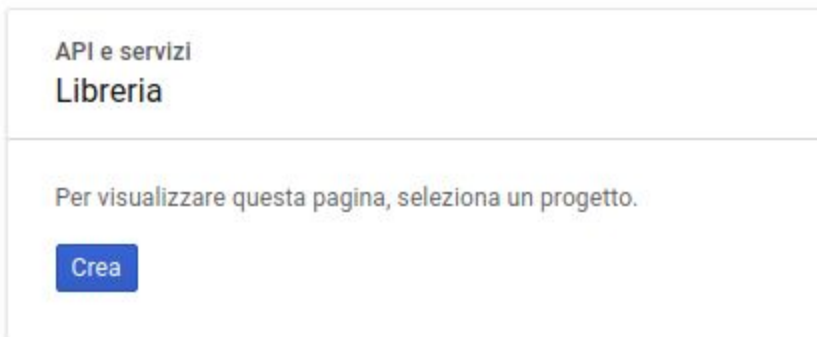 API e servizi
Libreria
Per visualizzare questa pagina, seleziona un progetto.
Crea